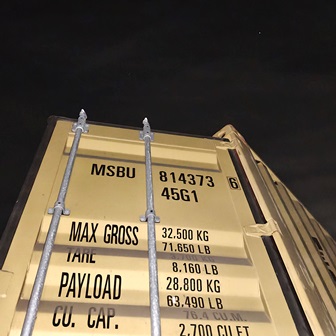 MSBU 814373 6
45G1
MAX GROSS 32.500 KG
71.650 LB
TARE
8.160 LB
PAYLOAD 28.800 KG
63,490 LB
CU. CAP. 76.4 CU.M.
2.700 CU.FT